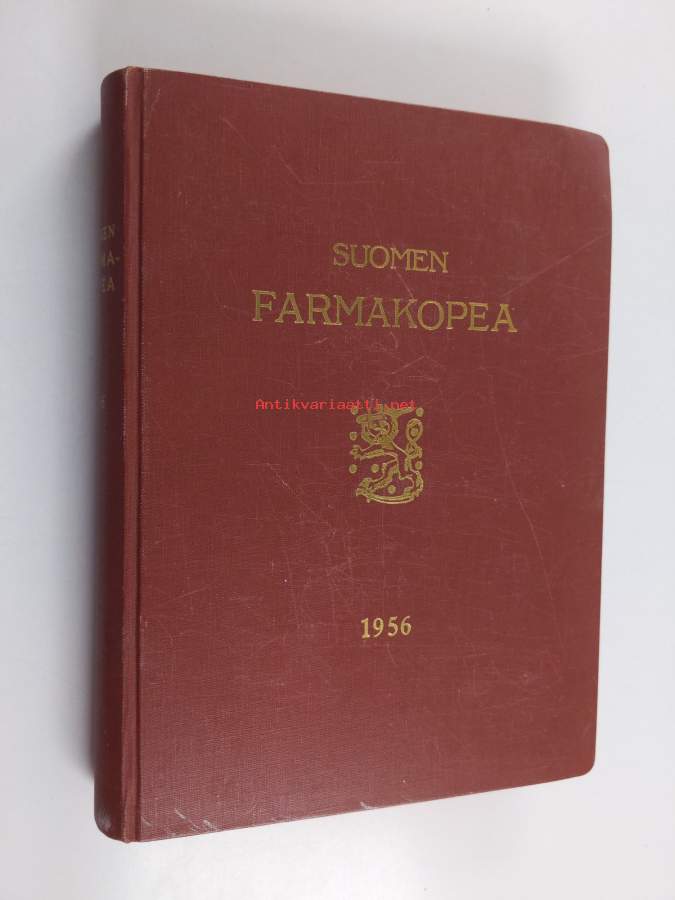 SUOMEN
FARMAKOPEA
Antikvariaatti.net
1956